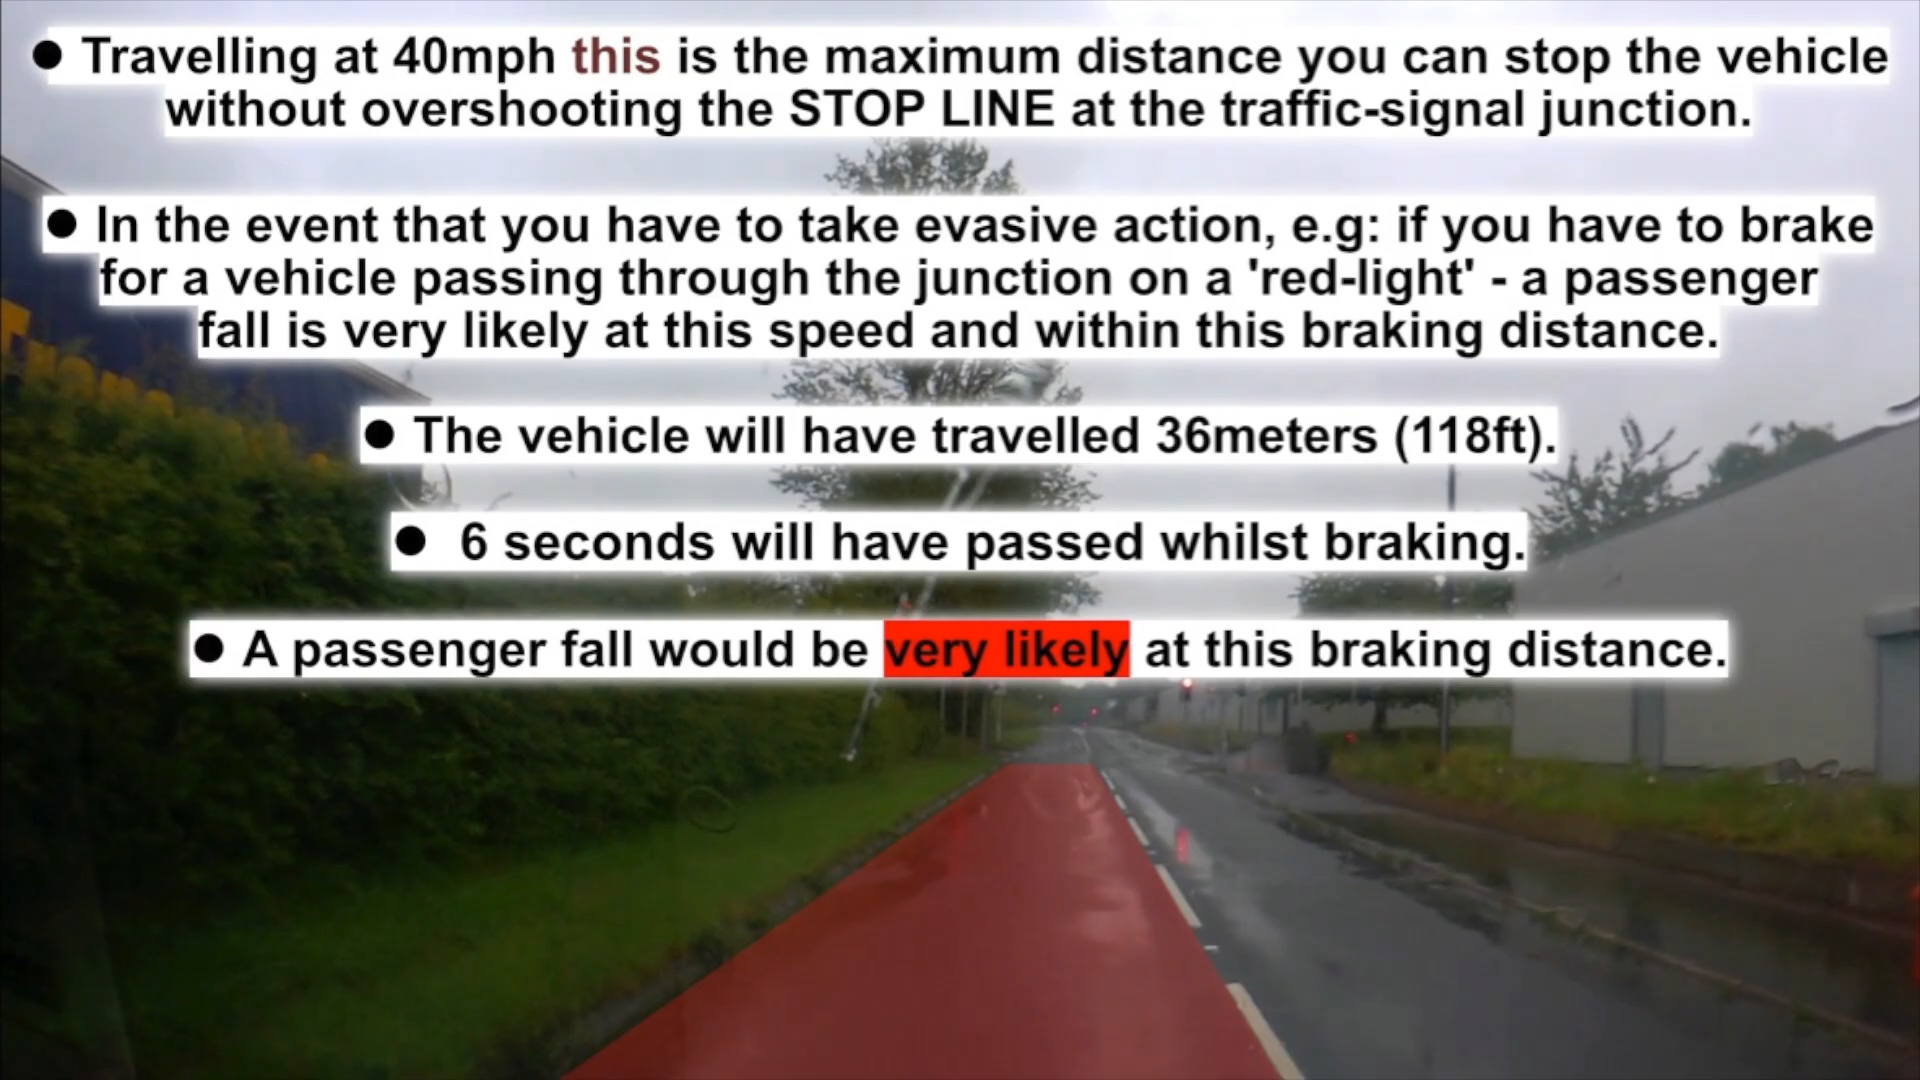 ● Travelling at 40mph this is the maximum distance you can stop the vehicle
without overshooting the STOP LINE at the traffic-signal junction.
● In the event that you have to take evasive action, e.g: if you have to brake
for a vehicle passing through the junction on a 'red-light' - a passenger
fall is very likely at this speed and within this braking distance.
● The vehicle will have travelled 36meters (118ft).
● 6 seconds will have passed whilst braking.
● A passenger fall would be very likely at this braking distance.